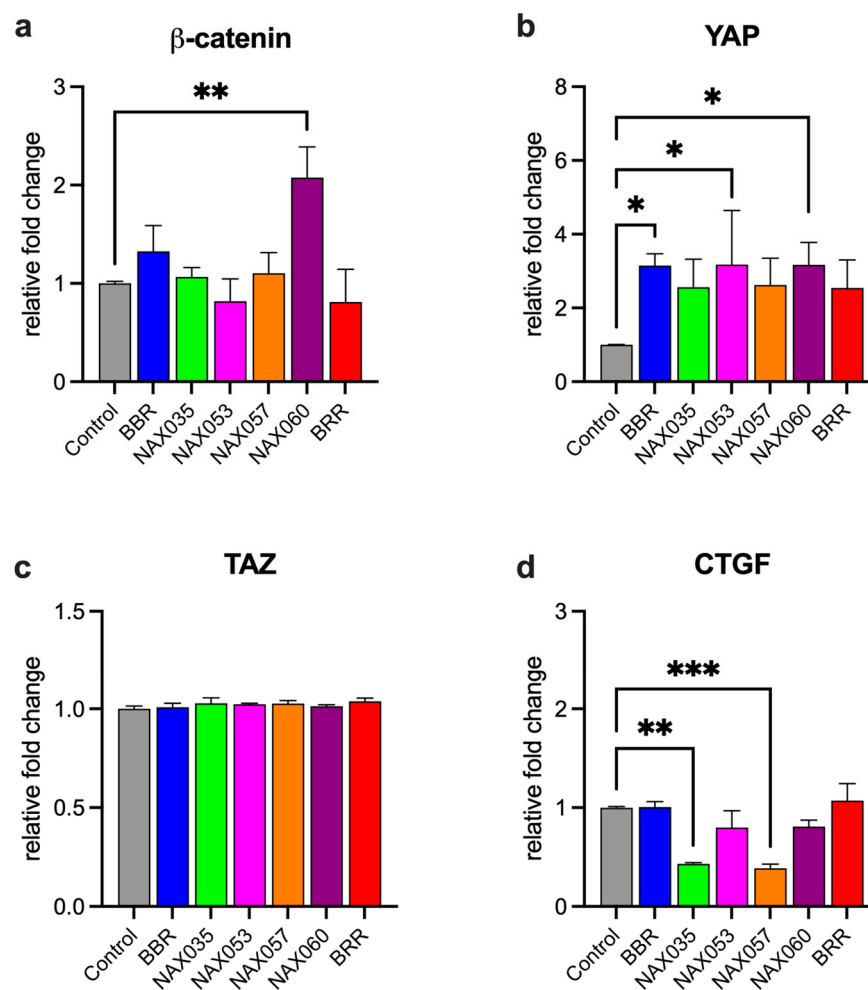 a
β-catenin
relative fold change
3
2
1
0
**
Control
BBR
NAX035
NAX053
NAX057
NAX060
BRR
b
YAP
relative fold change
8
6
4
2
0
*
*
*
Control
BBR
NAX035
NAX053
NAX057
NAX060
BRR
c
TAZ
relative fold change
1.5
1.0
0.5
0.0
Control
BBR
NAX035
NAX053
NAX057
NAX060
BRR
d
CTGF
relative fold change
3
2
1
0
***
**
Control
BBR
NAX035
NAX053
NAX057
NAX060
BRR